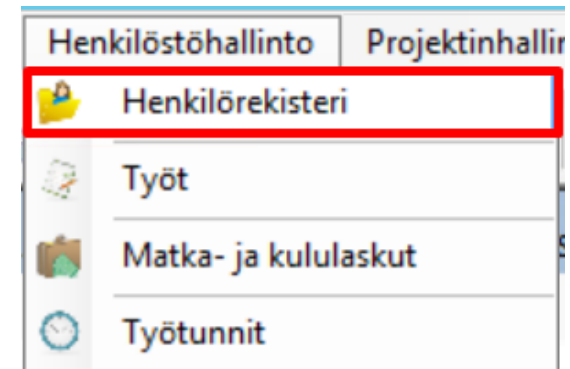 Henkilöstöhallinto
Henkilörekisteri
Työt
Matka- ja kululaskut
Työtunnit